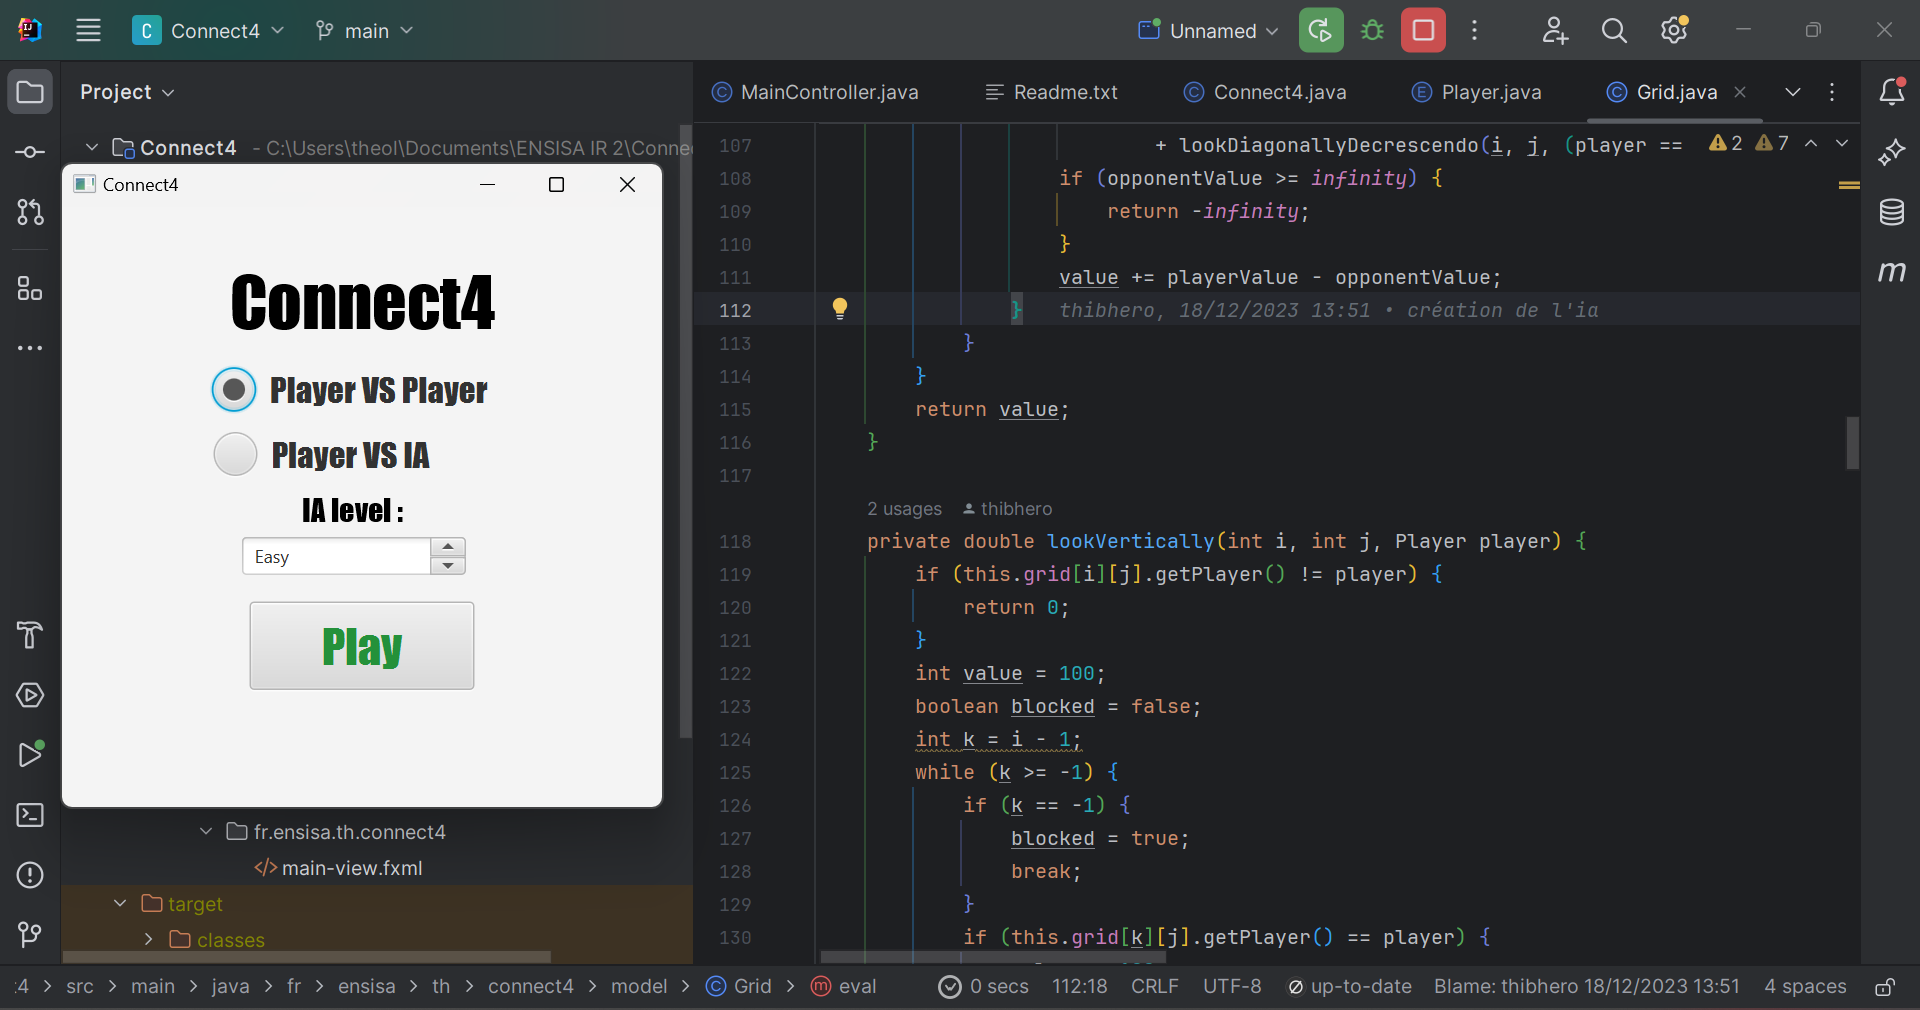 Connect4
main
Unnamed
Project
MainController.java
Readme.txt
Connect4.java
Player.java
Grid.java
Connect4 - C:\Users\theol\Documents\ENSISA IR 2\Conne
Connect4
Connect4
Player VS Player
Player VS IA
IA level :
Easy
Play
fr.ensisa.th.connect4
</> main-view.fxml
target
classes
107 + lookDiagonallyDecrescendo(i, j, (player ==
2 7
108 if (opponentValue >= infinity) {
109 return -infinity;
110 }
111 value += playerValue - opponentValue;
112 } thibhero, 18/12/2023 13:51 • création de l'ia
113 }
114 }
115 return value;
116 }
117
2 usages thibhero
118 private double lookVertically(int i, int j, Player player) {
119 if (this.grid[i][j].getPlayer() != player) {
120 return 0;
121 }
122 int value = 100;
123 boolean blocked = false;
124 int k = i - 1;
125 while (k >= -1) {
126 if (k == -1) {
127 blocked = true;
128 break;
129 }
130 if (this.grid[k][j].getPlayer() == player) {
:4 > src > main > java > fr > ensisa > th > connect4 > model > Grid > eval
0 secs 112:18 CRLF UTF-8 up-to-date Blame: thibhero 18/12/2023 13:51 4 spaces